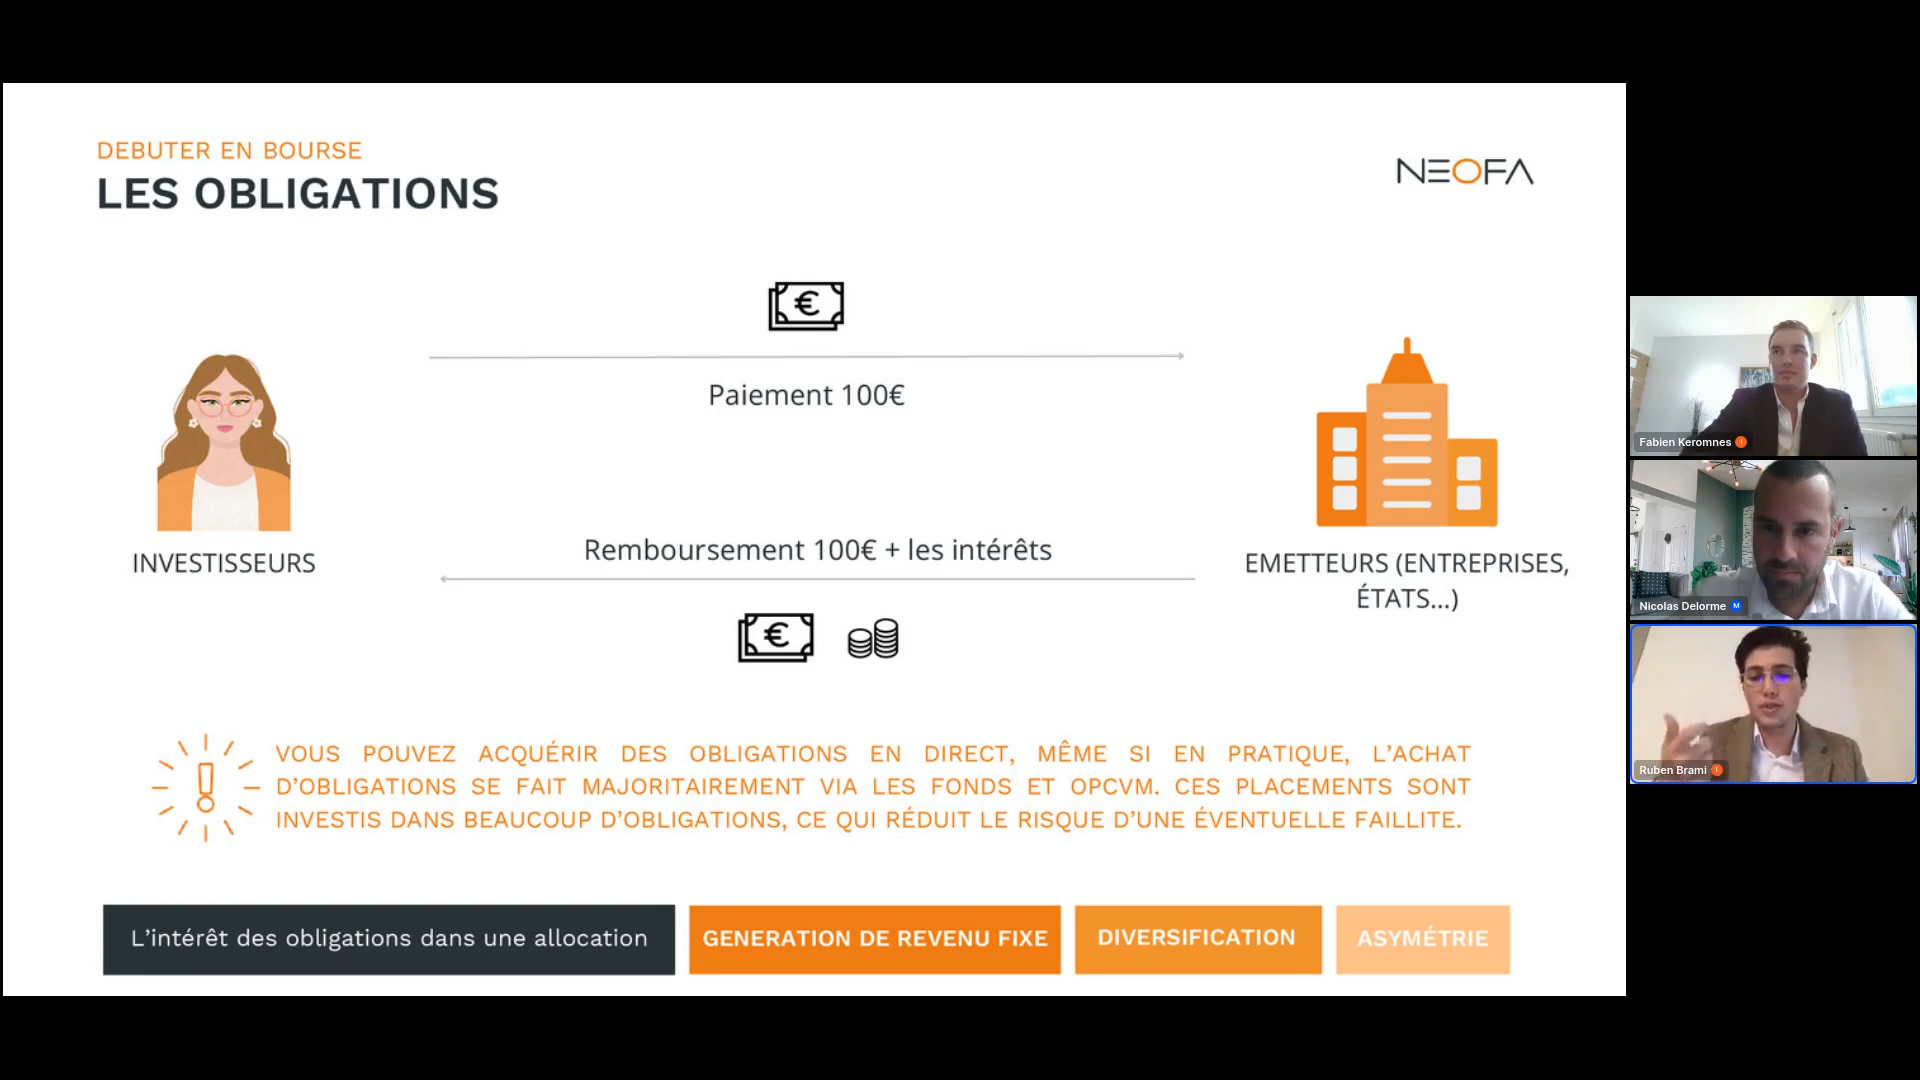 DEBUTER EN BOURSE
LES OBLIGATIONS
NEOFA
€
Paiement 100€
INVESTISSEURS
Remboursement 100€ + les intérêts
€
EMETTEURS (ENTREPRISES,
ÉTATS...)
VOUS POUVEZ ACQUÉRIR DES OBLIGATIONS EN DIRECT, MÊME SI EN PRATIQUE, L'ACHAT
D'OBLIGATIONS SE FAIT MAJORITAIREMENT VIA LES FONDS ET OPCVM. CES PLACEMENTS SONT
INVESTIS DANS BEAUCOUP D'OBLIGATIONS, CE QUI RÉDUIT LE RISQUE D'UNE ÉVENTUELLE FAILLITE.
L'intérêt des obligations dans une allocation
GENERATION DE REVENU FIXE
DIVERSIFICATION
ASYMÉTRIE
Fabien Keromnes I
Nicolas Delorme M
Ruben Brami I